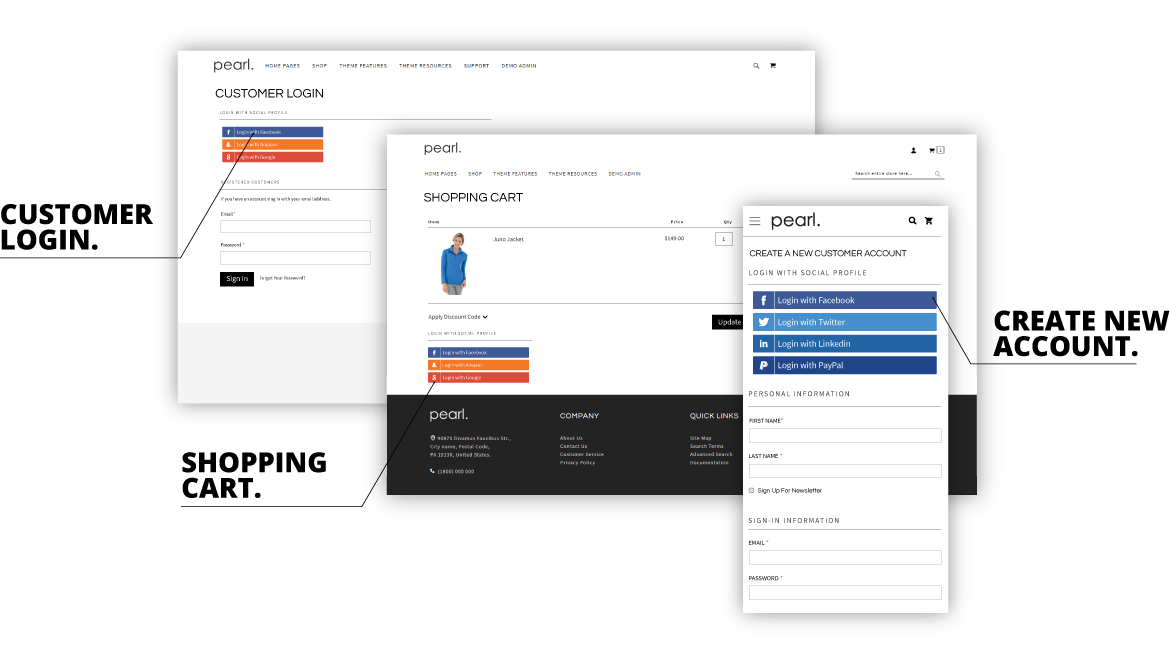 pearl.
HOME PAGES SHOP THEME FEATURES THEME RESOURCES SUPPORT DEMO ADMIN
CUSTOMER LOGIN
LOGIN WITH SOCIAL PROFILE
Login with Facebook
Login with Amazon
Login with Google
REGISTERED CUSTOMERS
If you have an account, sign in with your email address.
Email*
Password *
Sign In Forgot Your Password?
CUSTOMER
LOGIN.
pearl.
1
HOME PAGES SHOP THEME FEATURES THEME RESOURCES DEMO ADMIN
Search entire store here...
SHOPPING CART
Item Price Qty
Juno Jacket $149.00 1
Apply Discount Code
Update
LOGIN WITH SOCIAL PROFILE
Login with Facebook
Login with Amazon
Login with Google
pearl.
90875 Divamus Faucibus Str.,
City name, Postal Code,
PA 19130, United States.
(1800) 000 000
COMPANY
About Us
Contact Us
Customer Service
Privacy Policy
QUICK LINKS
Site Map
Search Terms
Advanced Search
Documentation
SHOPPING
CART.
pearl.
CREATE A NEW CUSTOMER ACCOUNT
LOGIN WITH SOCIAL PROFILE
Login with Facebook
Login with Twitter
Login with Linkedin
Login with PayPal
PERSONAL INFORMATION
FIRST NAME*
LAST NAME *
Sign Up For Newsletter
SIGN-IN INFORMATION
EMAIL *
PASSWORD *
CREATE NEW
ACCOUNT.